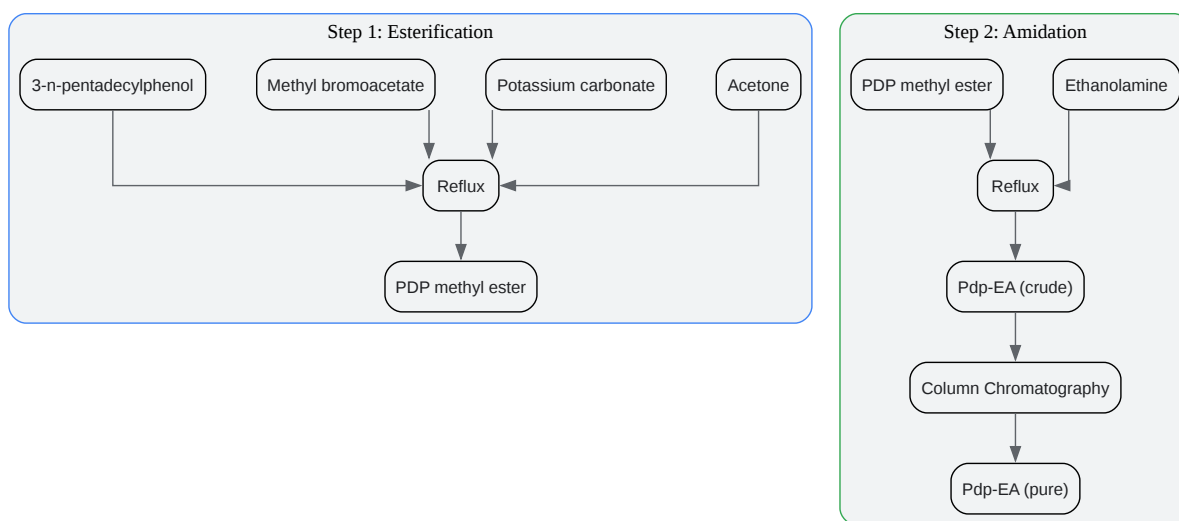 Step 1: Esterification
3-n-pentadecylphenol
Methyl bromoacetate
Potassium carbonate
Acetone
Reflux
PDP methyl ester
Step 2: Amidation
PDP methyl ester
Ethanolamine
Reflux
Pdp-EA (crude)
Column Chromatography
Pdp-EA (pure)